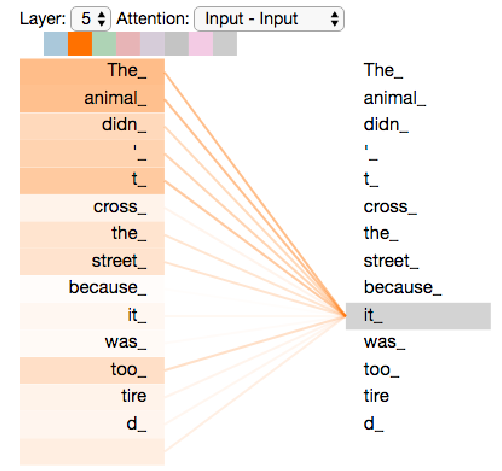 Layer: 5 Attention: Input - Input
The_ The_
animal_ animal_
didn_ didn_
'_ '_
t_ t_
cross_ cross_
the_ the_
street_ street_
because_ because_
it_ it_
was_ was_
too_ too_
tire tire
d_ d_